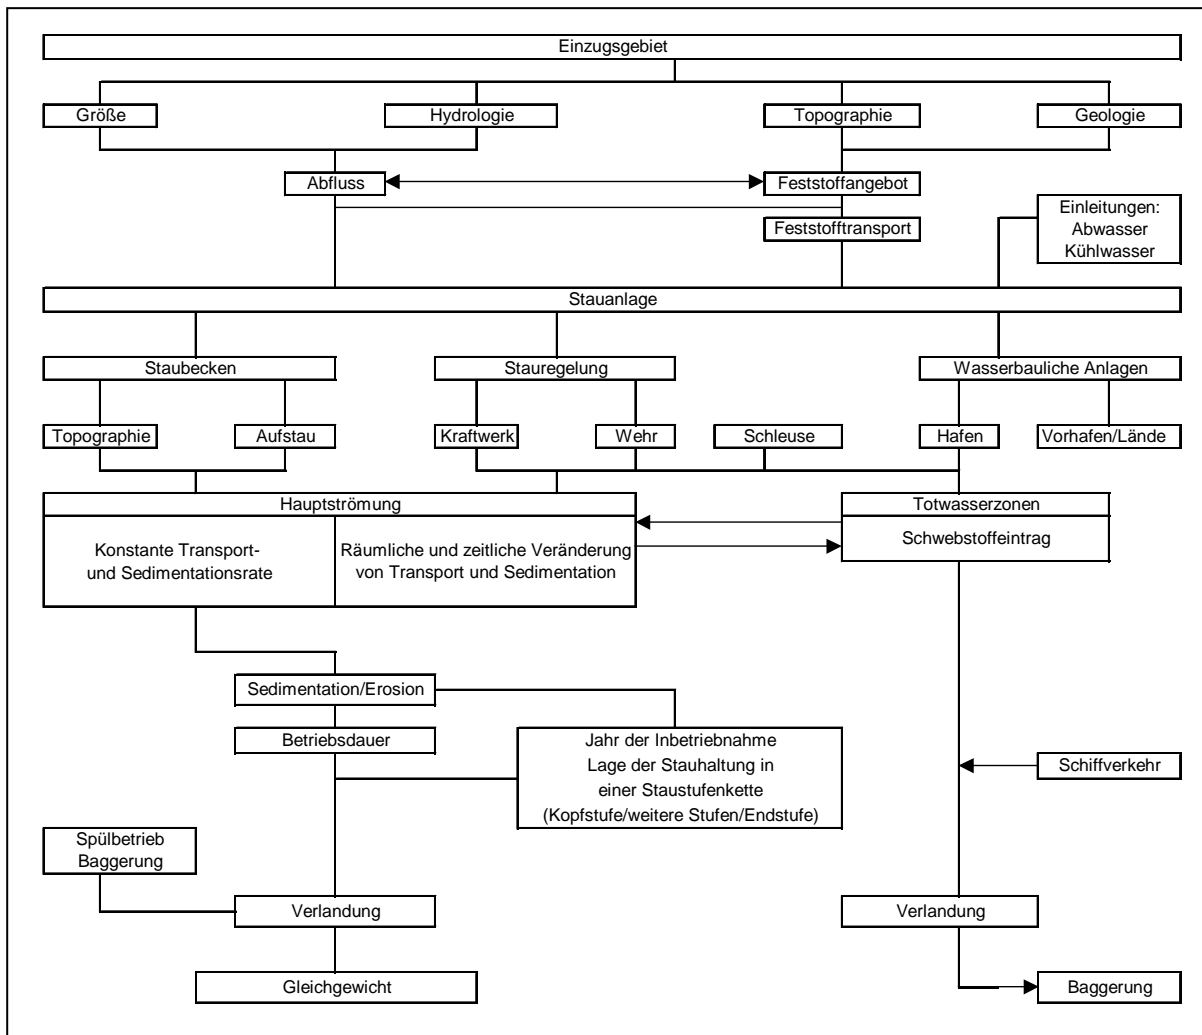 Einzugsgebiet
Größe
Hydrologie
Topographie
Geologie
Abfluss
Feststoffangebot
Feststofftransport
Einleitungen:
Abwasser
Kühlwasser
Stauanlage
Staubecken
Stauregelung
Wasserbauliche Anlagen
Topographie
Aufstau
Kraftwerk
Wehr
Schleuse
Hafen
Vorhafen/Lände
Hauptströmung
Totwasserzonen
Konstante Transport-
und Sedimentationsrate
Räumliche und zeitliche Veränderung
von Transport und Sedimentation
Schwebstoffeintrag
Sedimentation/Erosion
Betriebsdauer
Jahr der Inbetriebnahme
Lage der Stauhaltung in
einer Staustufenkette
(Kopfstufe/weitere Stufen/Endstufe)
Schiffverkehr
Spülbetrieb
Baggerung
Verlandung
Verlandung
Gleichgewicht
Baggerung